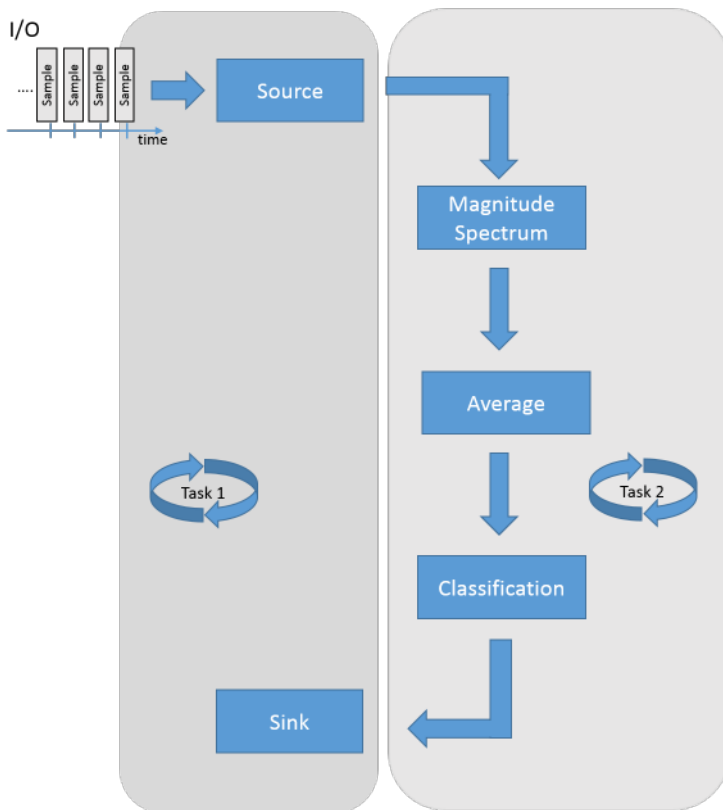 I/O
....
Sample
Sample
Sample
Sample
time
Source
Magnitude
Spectrum
Average
Task 1
Task 2
Classification
Sink